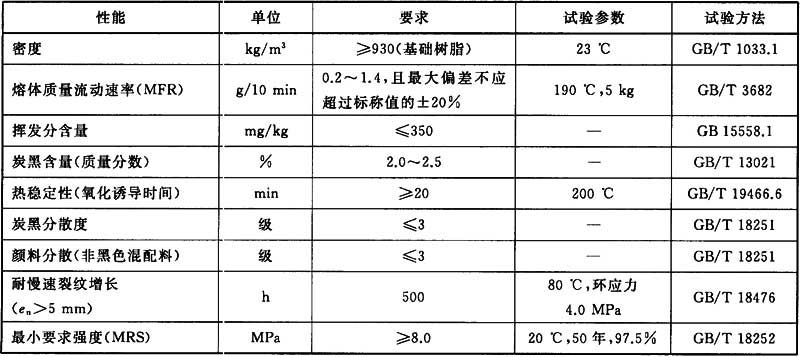 性能 单位 要求 试验参数 试验方法
密度 kg/m³ ≥930(基础树脂) 23 ℃ GB/T 1033.1
熔体质量流动速率(MFR) g/10 min 0.2～1.4,且最大偏差不应 190 ℃,5 kg GB/T 3682
超过标称值的±20%
挥发分含量 mg/kg ≤350 — GB 15558.1
炭黑含量(质量分数) % 2.0～2.5 — GB/T 13021
热稳定性(氧化诱导时间) min ≥20 200 ℃ GB/T 19466.6
炭黑分散度 级 ≤3 — GB/T 18251
颜料分散(非黑色混配料) 级 ≤3 — GB/T 18251
耐慢速裂纹增长 h 500 80 ℃,环应力 GB/T 18476
(eₙ>5 mm) 4.0 MPa
最小要求强度(MRS) MPa ≥8.0 20 ℃,50 年,97.5% GB/T 18252